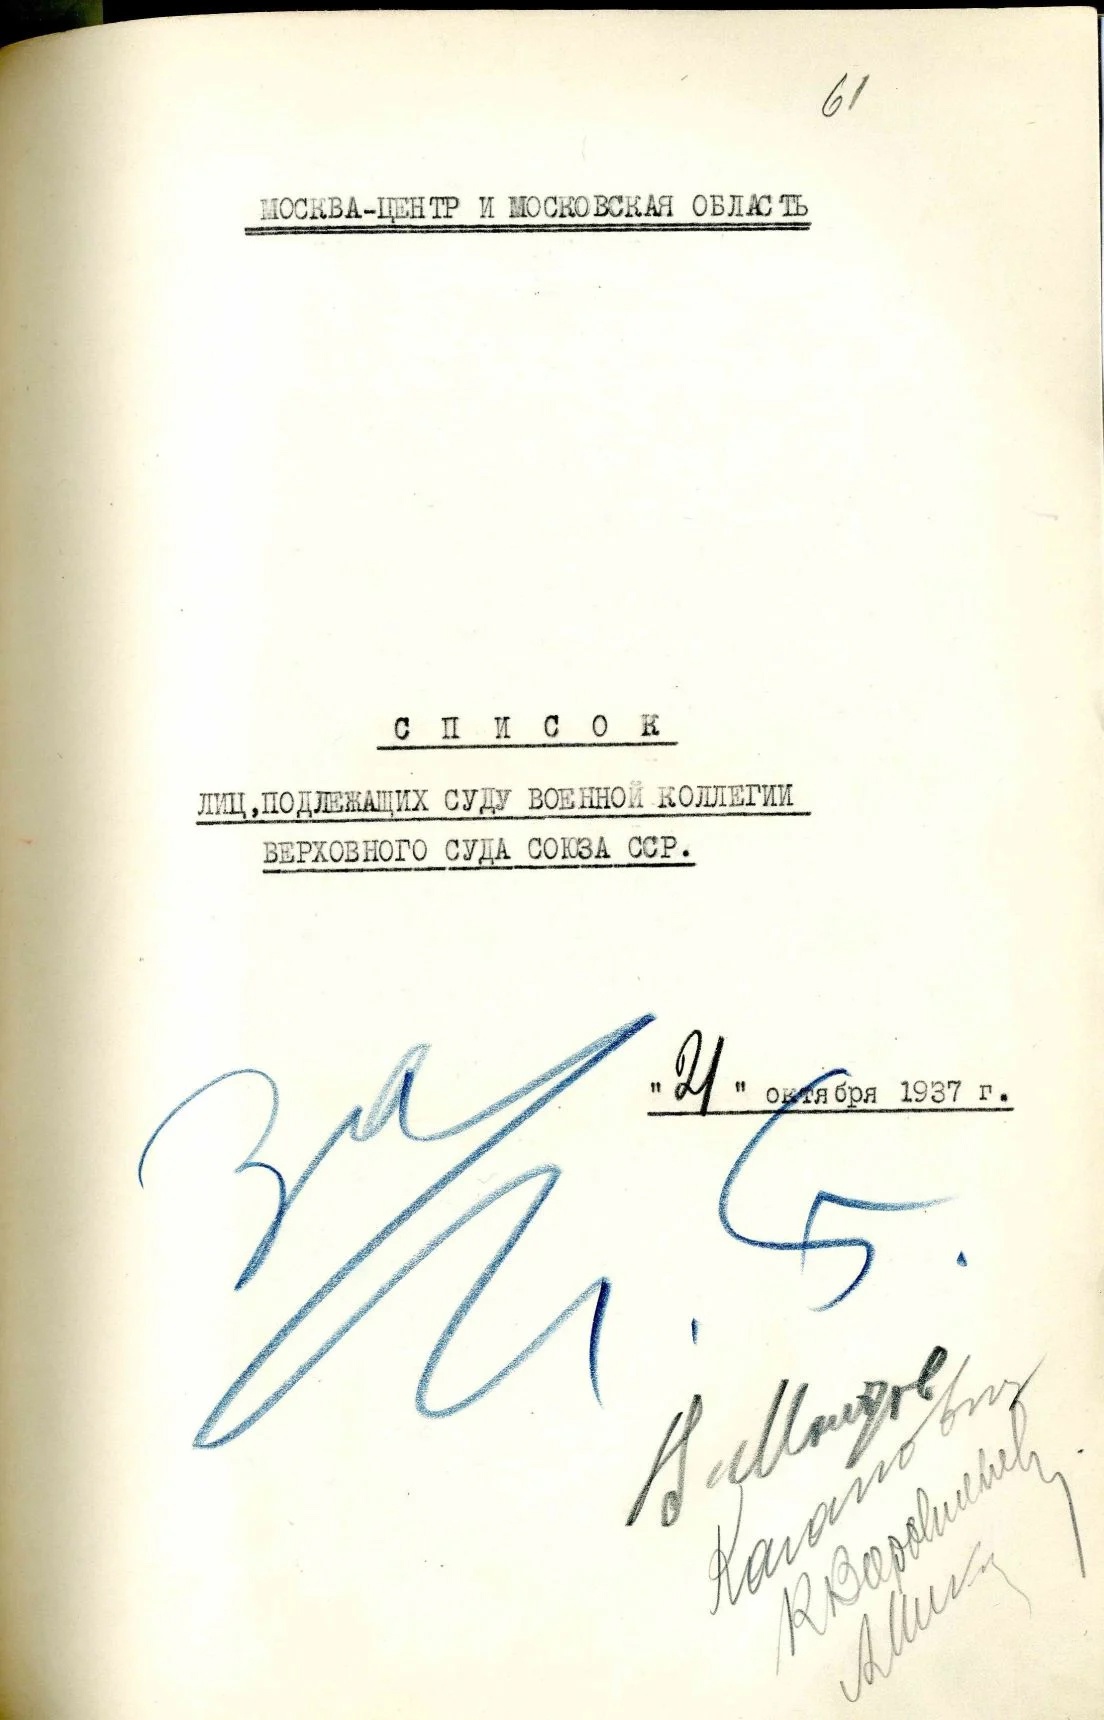 61
МОСКВА-ЦЕНТР И МОСКОВСКАЯ ОБЛАСТЬ
С П И С О К
ЛИЦ,ПОДЛЕЖАЩИХ СУДУ ВОЕННОЙ КОЛЛЕГИИ
ВЕРХОВНОГО СУДА СОЮЗА ССР.
"21" октября 1937 г.
За
И. Ст.
В. Молотов
Каганович
К Ворошилов
А Мик